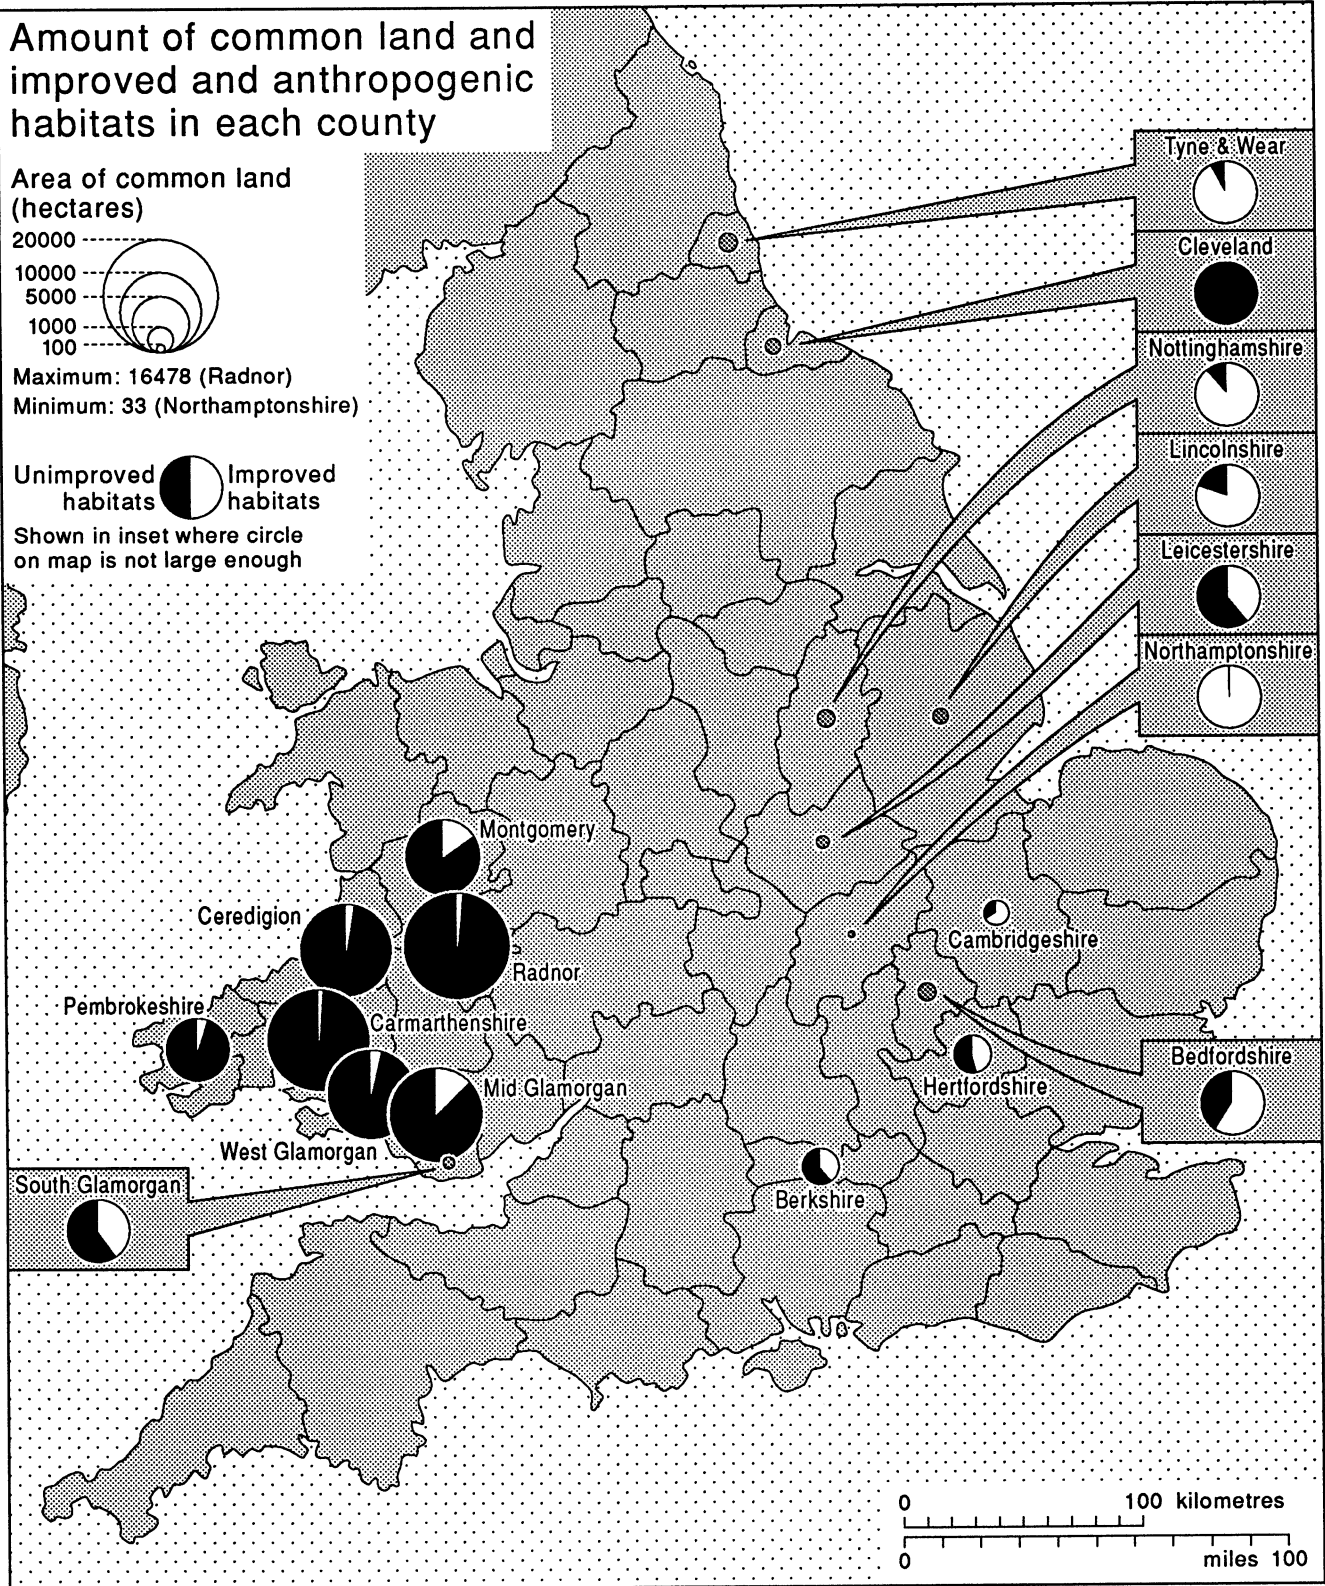 Amount of common land and
improved and anthropogenic
habitats in each county
Area of common land
(hectares)
20000
10000
5000
1000
100
Maximum: 16478 (Radnor)
Minimum: 33 (Northamptonshire)
Unimproved
habitats
Improved
habitats
Shown in inset where circle
on map is not large enough
Tyne & Wear
Cleveland
Nottinghamshire
Lincolnshire
Leicestershire
Northamptonshire
Montgomery
Ceredigion
Radnor
Cambridgeshire
Pembrokeshire
Carmarthenshire
Bedfordshire
Hertfordshire
Mid Glamorgan
West Glamorgan
South Glamorgan
Berkshire
0 100 kilometres
0 miles 100